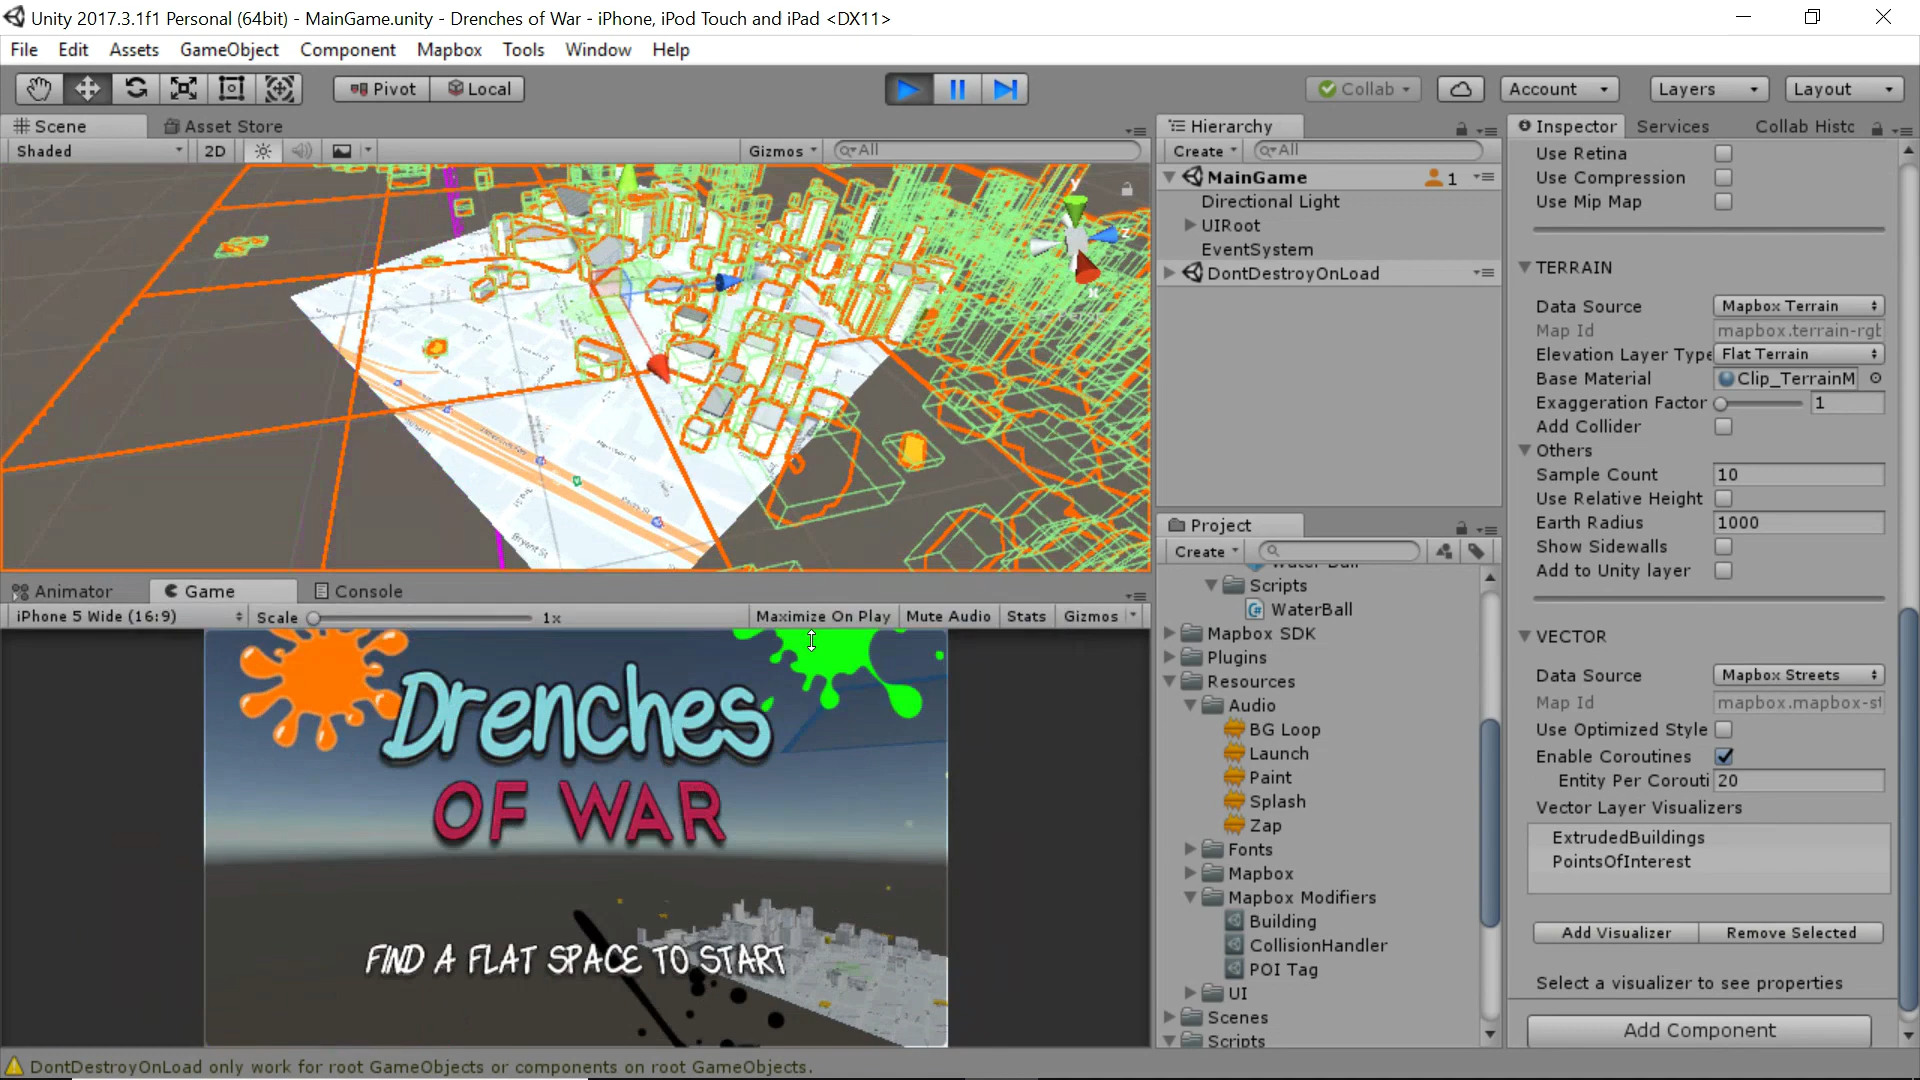 Unity 2017.3.1f1 Personal (64bit) - MainGame.unity - Drenches of War - iPhone, iPod Touch and iPad <DX11>
File Edit Assets GameObject Component Mapbox Tools Window Help
Pivot Local Collab Account Layers Layout
Scene Asset Store
Shaded 2D Gizmos All
y
z
x
Bryant St
Animator Game Console
iPhone 5 Wide (16:9) Scale 1x Maximize On Play Mute Audio Stats Gizmos
Drenches
OF WAR
FIND A FLAT SPACE TO START
Hierarchy
Create All
MainGame 1
Directional Light
UIRoot
EventSystem
DontDestroyOnLoad
Project
Create
Water Ball
Scripts
WaterBall
Mapbox SDK
Plugins
Resources
Audio
BG Loop
Launch
Paint
Splash
Zap
Fonts
Mapbox
Mapbox Modifiers
Building
CollisionHandler
POI Tag
UI
Scenes
Scripts
Inspector Services Collab Histc
Use Retina
Use Compression
Use Mip Map
TERRAIN
Data Source Mapbox Terrain
Map Id mapbox.terrain-rgt
Elevation Layer Type Flat Terrain
Base Material Clip_TerrainM
Exaggeration Factor 1
Add Collider
Others
Sample Count 10
Use Relative Height
Earth Radius 1000
Show Sidewalls
Add to Unity layer
VECTOR
Data Source Mapbox Streets
Map Id mapbox.mapbox-st
Use Optimized Style
Enable Coroutines
Entity Per Corouti 20
Vector Layer Visualizers
ExtrudedBuildings
PointsOfInterest
Add Visualizer Remove Selected
Select a visualizer to see properties
Add Component
DontDestroyOnLoad only work for root GameObjects or components on root GameObjects.